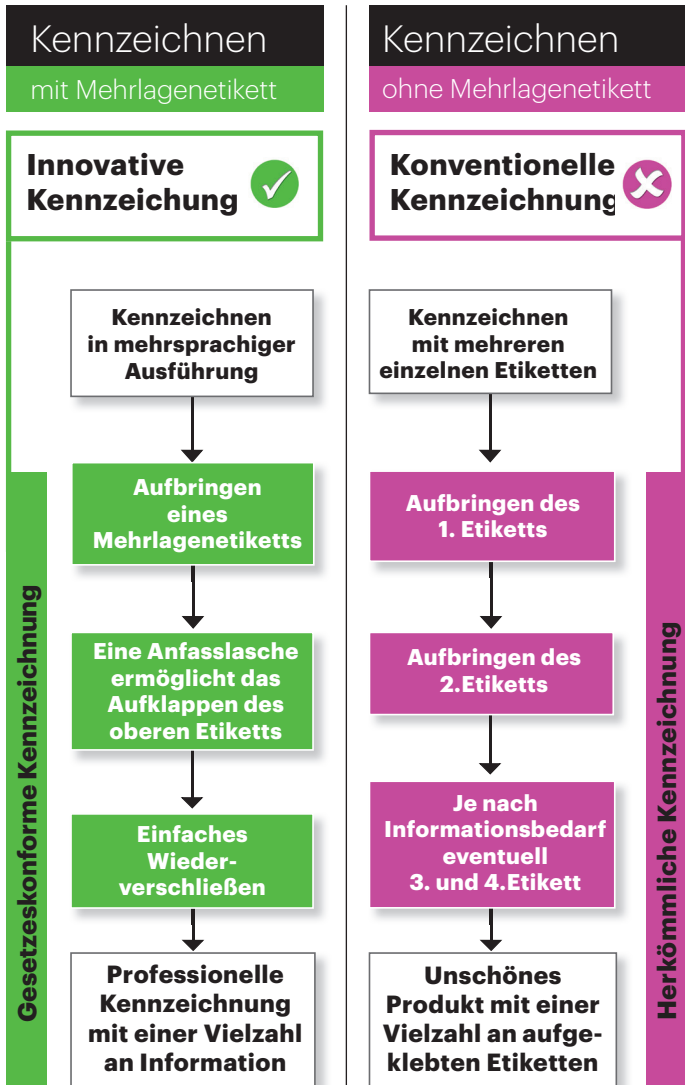 Kennzeichnen
mit Mehrlagenetikett
Innovative
Kennzeichung
Kennzeichnen
in mehrsprachiger
Ausführung
Aufbringen
eines
Mehrlagenetiketts
Eine Anfasslasche
ermöglicht das
Aufklappen des
oberen Etiketts
Einfaches
Wieder-
verschließen
Professionelle
Kennzeichnung
mit einer Vielzahl
an Information
Gesetzeskonforme Kennzeichnung
Kennzeichnen
ohne Mehrlagenetikett
Konventionelle
Kennzeichnung
Kennzeichnen
mit mehreren
einzelnen Etiketten
Aufbringen des
1. Etiketts
Aufbringen des
2.Etiketts
Je nach
Informationsbedarf
eventuell
3. und 4.Etikett
Unschönes
Produkt mit einer
Vielzahl an aufge-
klebten Etiketten
Herkömmliche Kennzeichnung